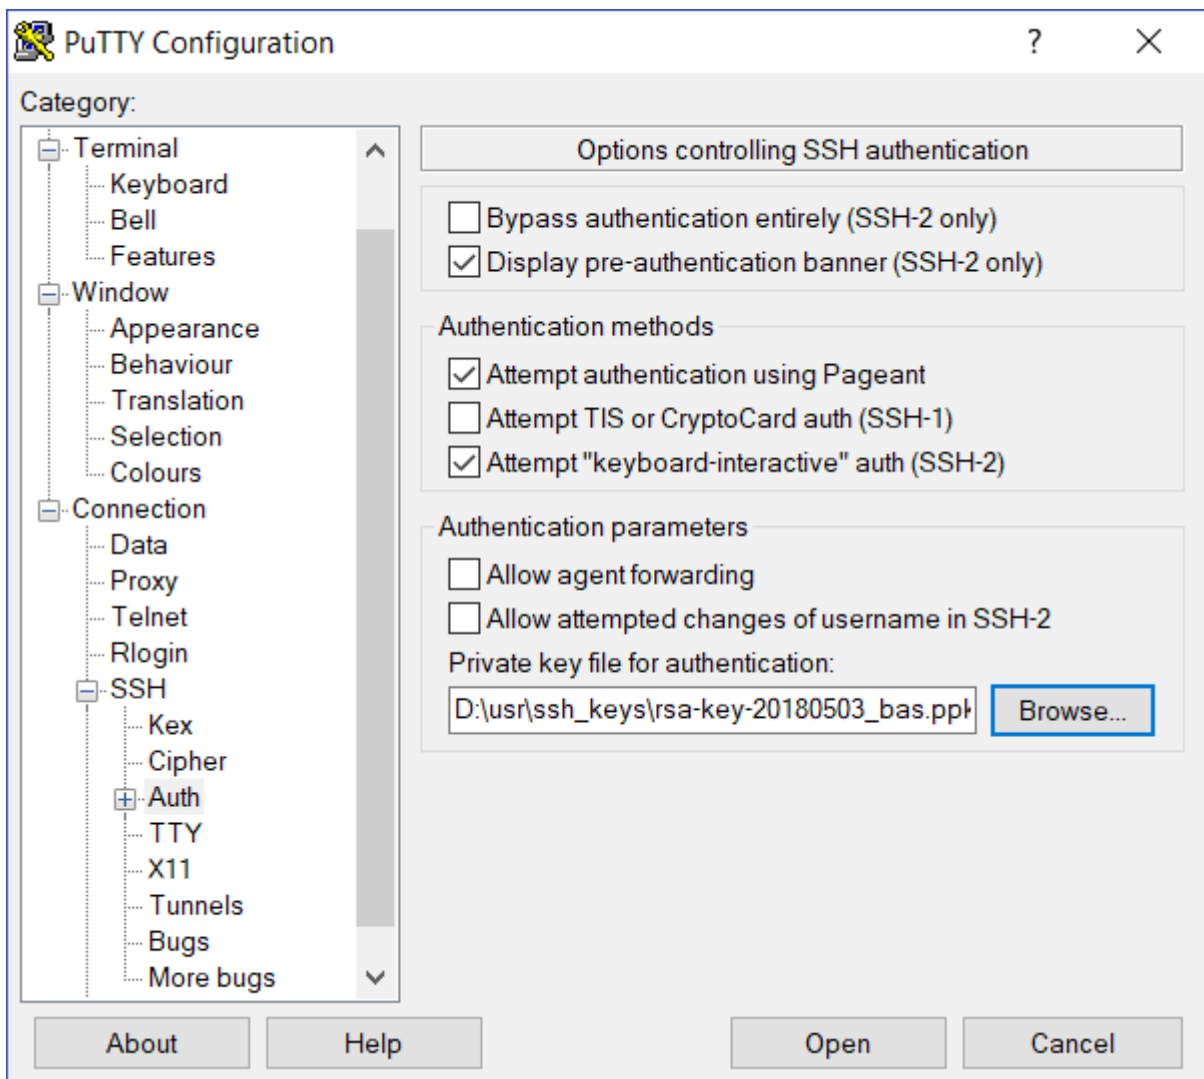 PuTTY Configuration
?
Category:
Terminal
Keyboard
Bell
Features
Window
Appearance
Behaviour
Translation
Selection
Colours
Connection
Data
Proxy
Telnet
Rlogin
SSH
Kex
Cipher
Auth
TTY
X11
Tunnels
Bugs
More bugs
Options controlling SSH authentication
Bypass authentication entirely (SSH-2 only)
Display pre-authentication banner (SSH-2 only)
Authentication methods
Attempt authentication using Pageant
Attempt TIS or CryptoCard auth (SSH-1)
Attempt "keyboard-interactive" auth (SSH-2)
Authentication parameters
Allow agent forwarding
Allow attempted changes of username in SSH-2
Private key file for authentication:
D:\usr\ssh_keys\rsa-key-20180503_bas.ppk
Browse...
About
Help
Open
Cancel